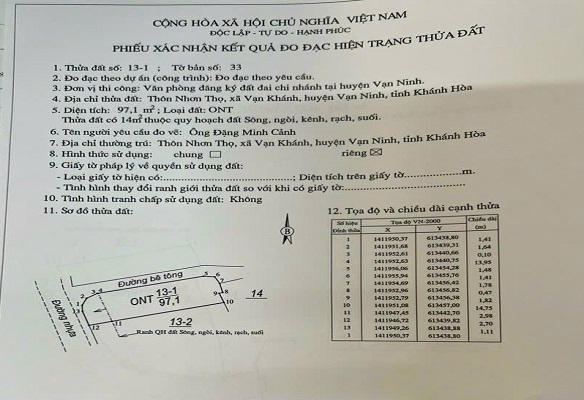 CỘNG HÒA XÃ HỘI CHỦ NGHĨA VIỆT NAM
ĐỘC LẬP - TỰ DO - HẠNH PHÚC
PHIẾU XÁC NHẬN KẾT QUẢ ĐO ĐẠC HIỆN TRẠNG THỬA ĐẤT
1. Thửa đất số: 13-1 ; Tờ bản số: 33
2. Đo đạc theo dự án (công trình): Đo đạc theo yêu cầu.
3. Đơn vị thi công: Văn phòng đăng ký đất đai chi nhánh tại huyện Vạn Ninh.
4. Địa chỉ thửa đất: Thôn Nhơn Thọ, xã Vạn Khánh, huyện Vạn Ninh, tỉnh Khánh Hòa
5. Diện tích: 97,1 m²; Loại đất: ONT
Thửa đất có 14m² thuộc quy hoạch đất Sông, ngòi, kênh, rạch, suối.
6. Tên người yêu cầu đo vẽ: Ông Đặng Minh Cảnh
7. Địa chỉ thường trú: Thôn Nhơn Thọ, xã Vạn Khánh, huyện Vạn Ninh, tỉnh Khánh Hòa
8. Hình thức sử dụng: chung riêng
9. Giấy tờ pháp lý về quyền sử dụng đất:
- Loại giấy tờ hiện có:...; Diện tích trên giấy tờ...m.
- Tình hình thay đổi ranh giới thửa đất so với khi có giấy tờ:...
10. Tình hình tranh chấp sử dụng đất: Không
11. Sơ đồ thửa đất:
B
Đường bê tông
Đường nhựa
1 2 3 4 5 6 7 8 9 10 11 12 13
ONT 13-1
97,1
14
13-2
Ranh QH đất Sông, ngòi, kênh, rạch, suối
12. Tọa độ và chiều dài cạnh thửa
Số hiệu Đỉnh thửa Tọa độ VN-2000 X Y Chiều dài (m)
1 1411950,37 613438,80
1,41
2 1411951,68 613439,31
1,64
3 1411952,61 613440,66
0,10
4 1411952,63 613440,75
13,95
5 1411956,06 613454,28
1,48
6 1411955,94 613455,76
1,41
7 1411954,69 613456,42
1,78
8 1411952,96 613456,82
0,47
9 1411952,79 613456,38
1,82
10 1411951,08 613457,00
14,75
11 1411947,45 613442,70
2,98
12 1411946,72 613439,82
2,70
13 1411949,26 613438,88
1,11
1 1411950,37 613438,80